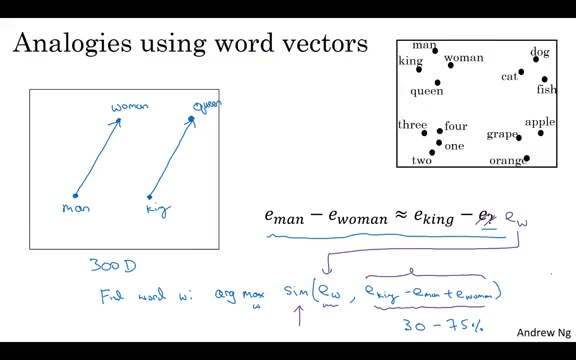 Analogies using word vectors
man
king
woman
queen
dog
cat
fish
three
four
one
two
apple
grape
orange
woman
queen
man
king
300D
e_man − e_woman ≈ e_king − e_? e_w
Find word w: arg max_w sim(e_w, e_king − e_man + e_woman)
30 - 75%
Andrew Ng